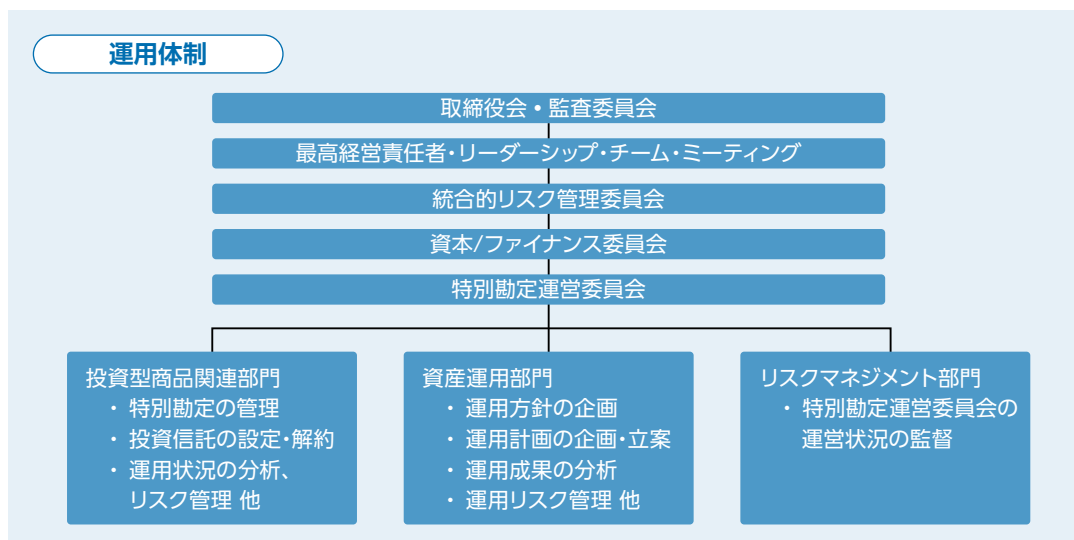 運用体制
取締役会・監査委員会
最高経営責任者・リーダーシップ・チーム・ミーティング
統合的リスク管理委員会
資本/ファイナンス委員会
特別勘定運営委員会
投資型商品関連部門
・ 特別勘定の管理
・ 投資信託の設定・解約
・ 運用状況の分析、
リスク管理 他
資産運用部門
・ 運用方針の企画
・ 運用計画の企画・立案
・ 運用成果の分析
・ 運用リスク管理 他
リスクマネジメント部門
・ 特別勘定運営委員会の
運営状況の監督